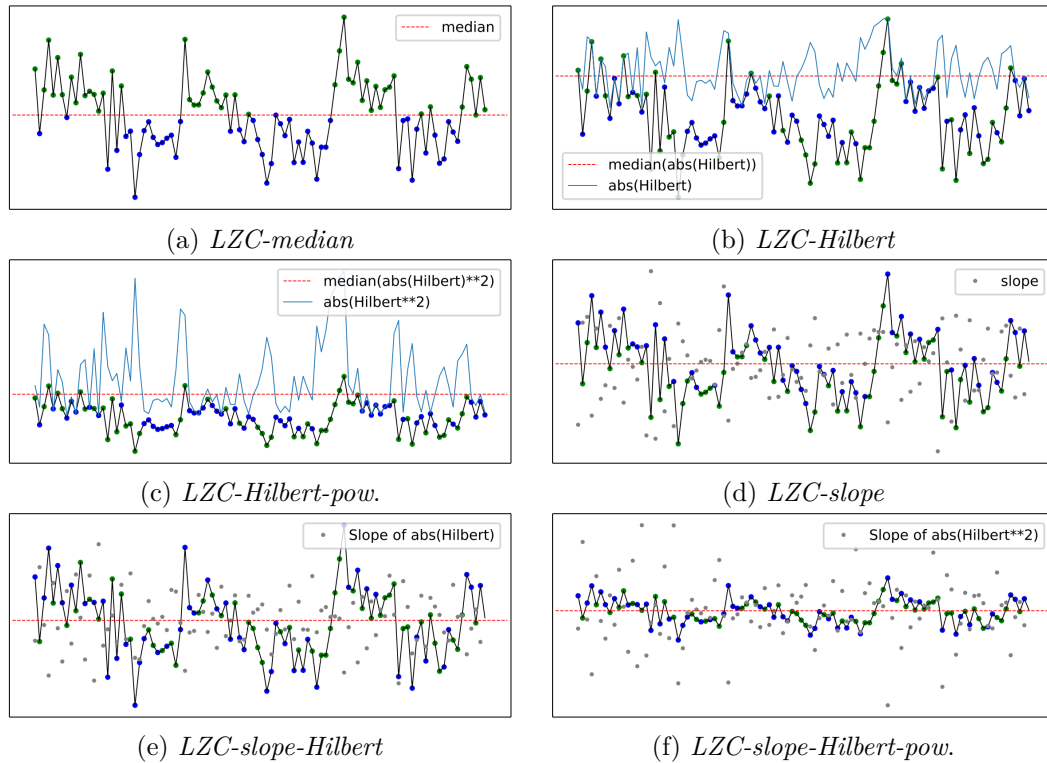 median
(a) LZC-median
median(abs(Hilbert))
abs(Hilbert)
(b) LZC-Hilbert
median(abs(Hilbert)**2)
abs(Hilbert**2)
(c) LZC-Hilbert-pow.
slope
(d) LZC-slope
Slope of abs(Hilbert)
(e) LZC-slope-Hilbert
Slope of abs(Hilbert**2)
(f) LZC-slope-Hilbert-pow.